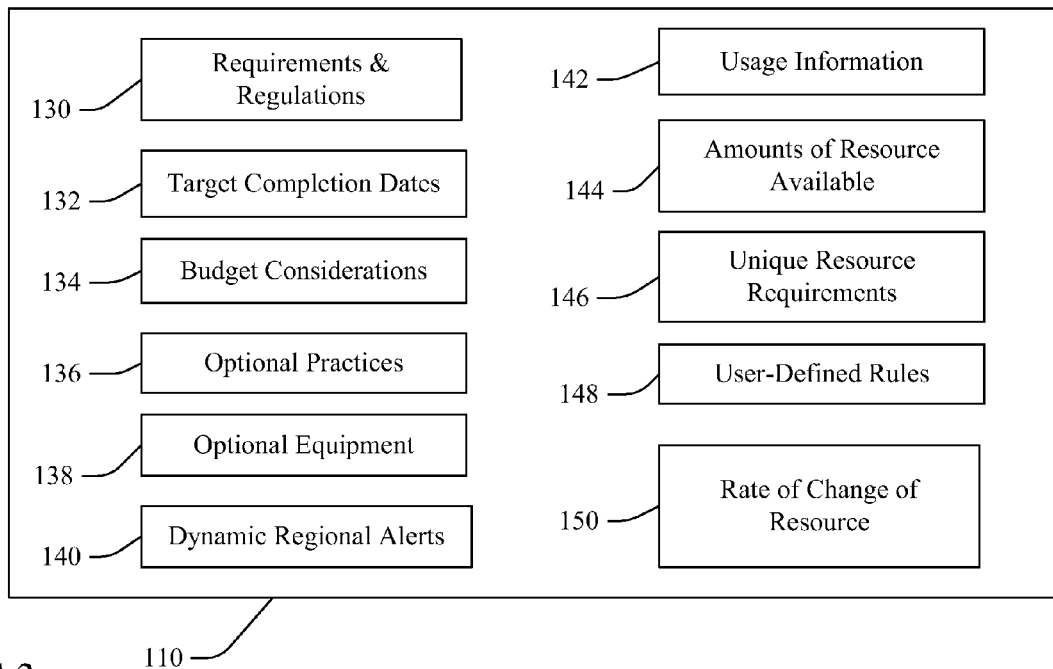 130
Requirements &
Regulations
132
Target Completion Dates
134
Budget Considerations
136
Optional Practices
138
Optional Equipment
140
Dynamic Regional Alerts
142
Usage Information
144
Amounts of Resource
Available
146
Unique Resource
Requirements
148
User-Defined Rules
150
Rate of Change of
Resource
110